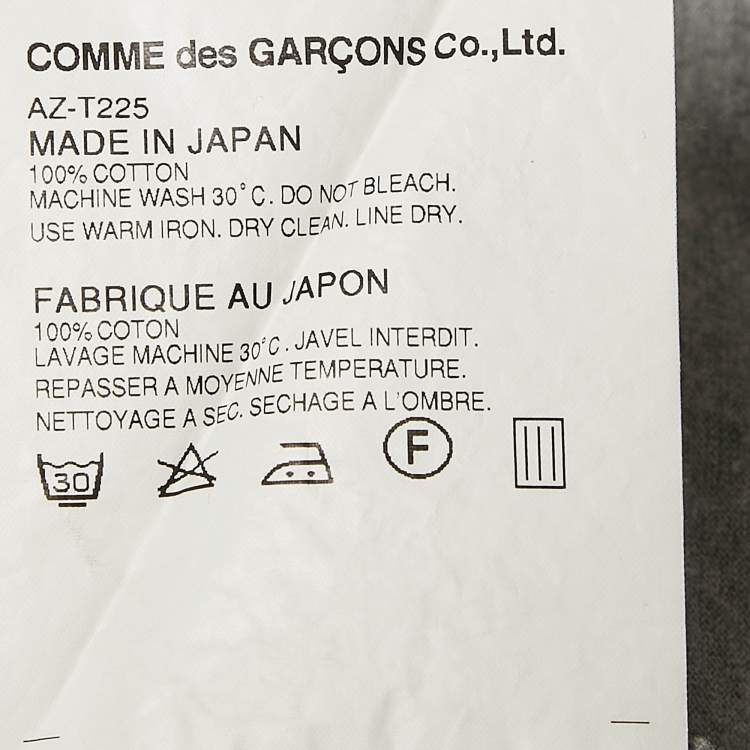 COMME des GARÇONS Co.,Ltd.
AZ-T225
MADE IN JAPAN
100% COTTON
MACHINE WASH 30°C. DO NOT BLEACH.
USE WARM IRON. DRY CLEAN. LINE DRY.
FABRIQUE AU JAPON
100% COTON
LAVAGE MACHINE 30°C. JAVEL INTERDIT.
REPASSER A MOYENNE TEMPERATURE.
NETTOYAGE A SEC. SECHAGE A L'OMBRE.
30 F